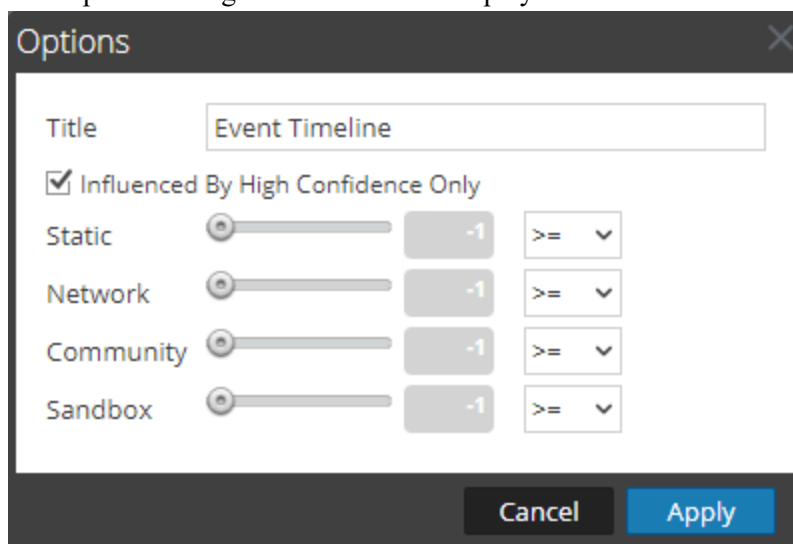 Options
Title Event Timeline
Influenced By High Confidence Only
Static -1 >=
Network -1 >=
Community -1 >=
Sandbox -1 >=
Cancel Apply